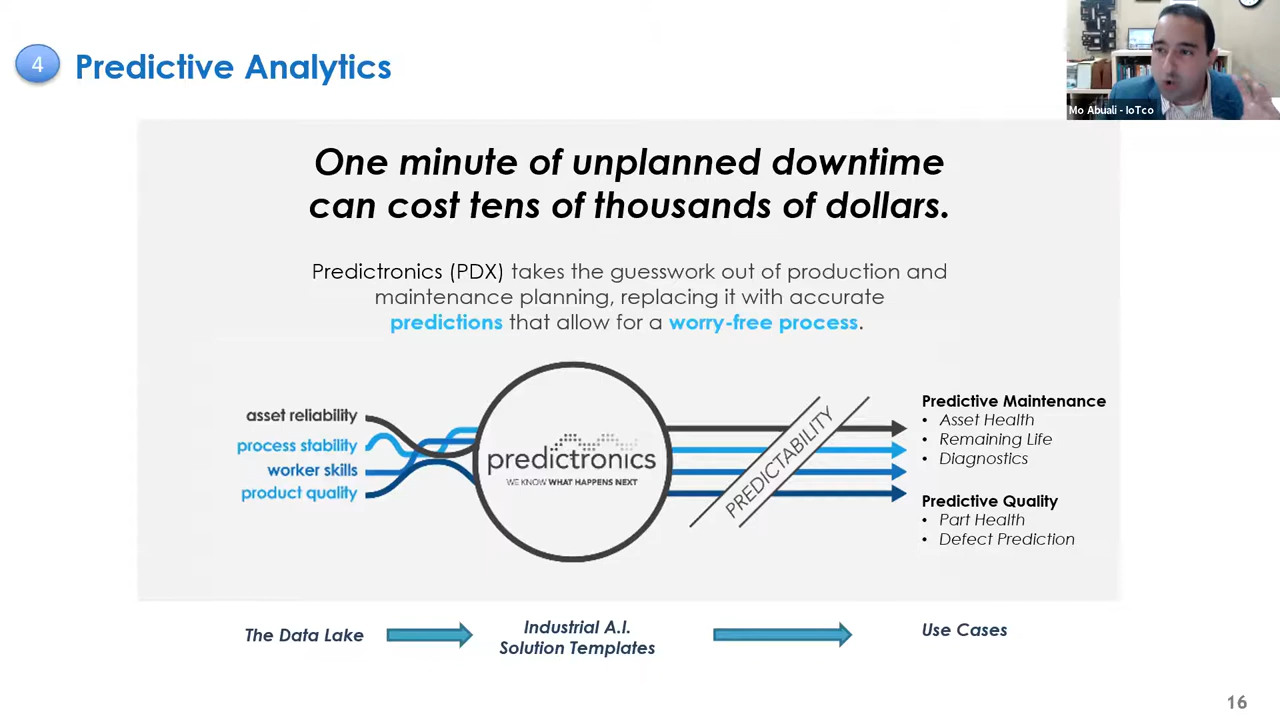 4
Predictive Analytics
Mo Abuali - IoTco
One minute of unplanned downtime
can cost tens of thousands of dollars.
Predictronics (PDX) takes the guesswork out of production and
maintenance planning, replacing it with accurate
predictions that allow for a worry-free process.
asset reliability
process stability
worker skills
product quality
predictronics
WE KNOW WHAT HAPPENS NEXT
PREDICTABILITY
Predictive Maintenance
• Asset Health
• Remaining Life
• Diagnostics
Predictive Quality
• Part Health
• Defect Prediction
The Data Lake
Industrial A.I.
Solution Templates
Use Cases
16